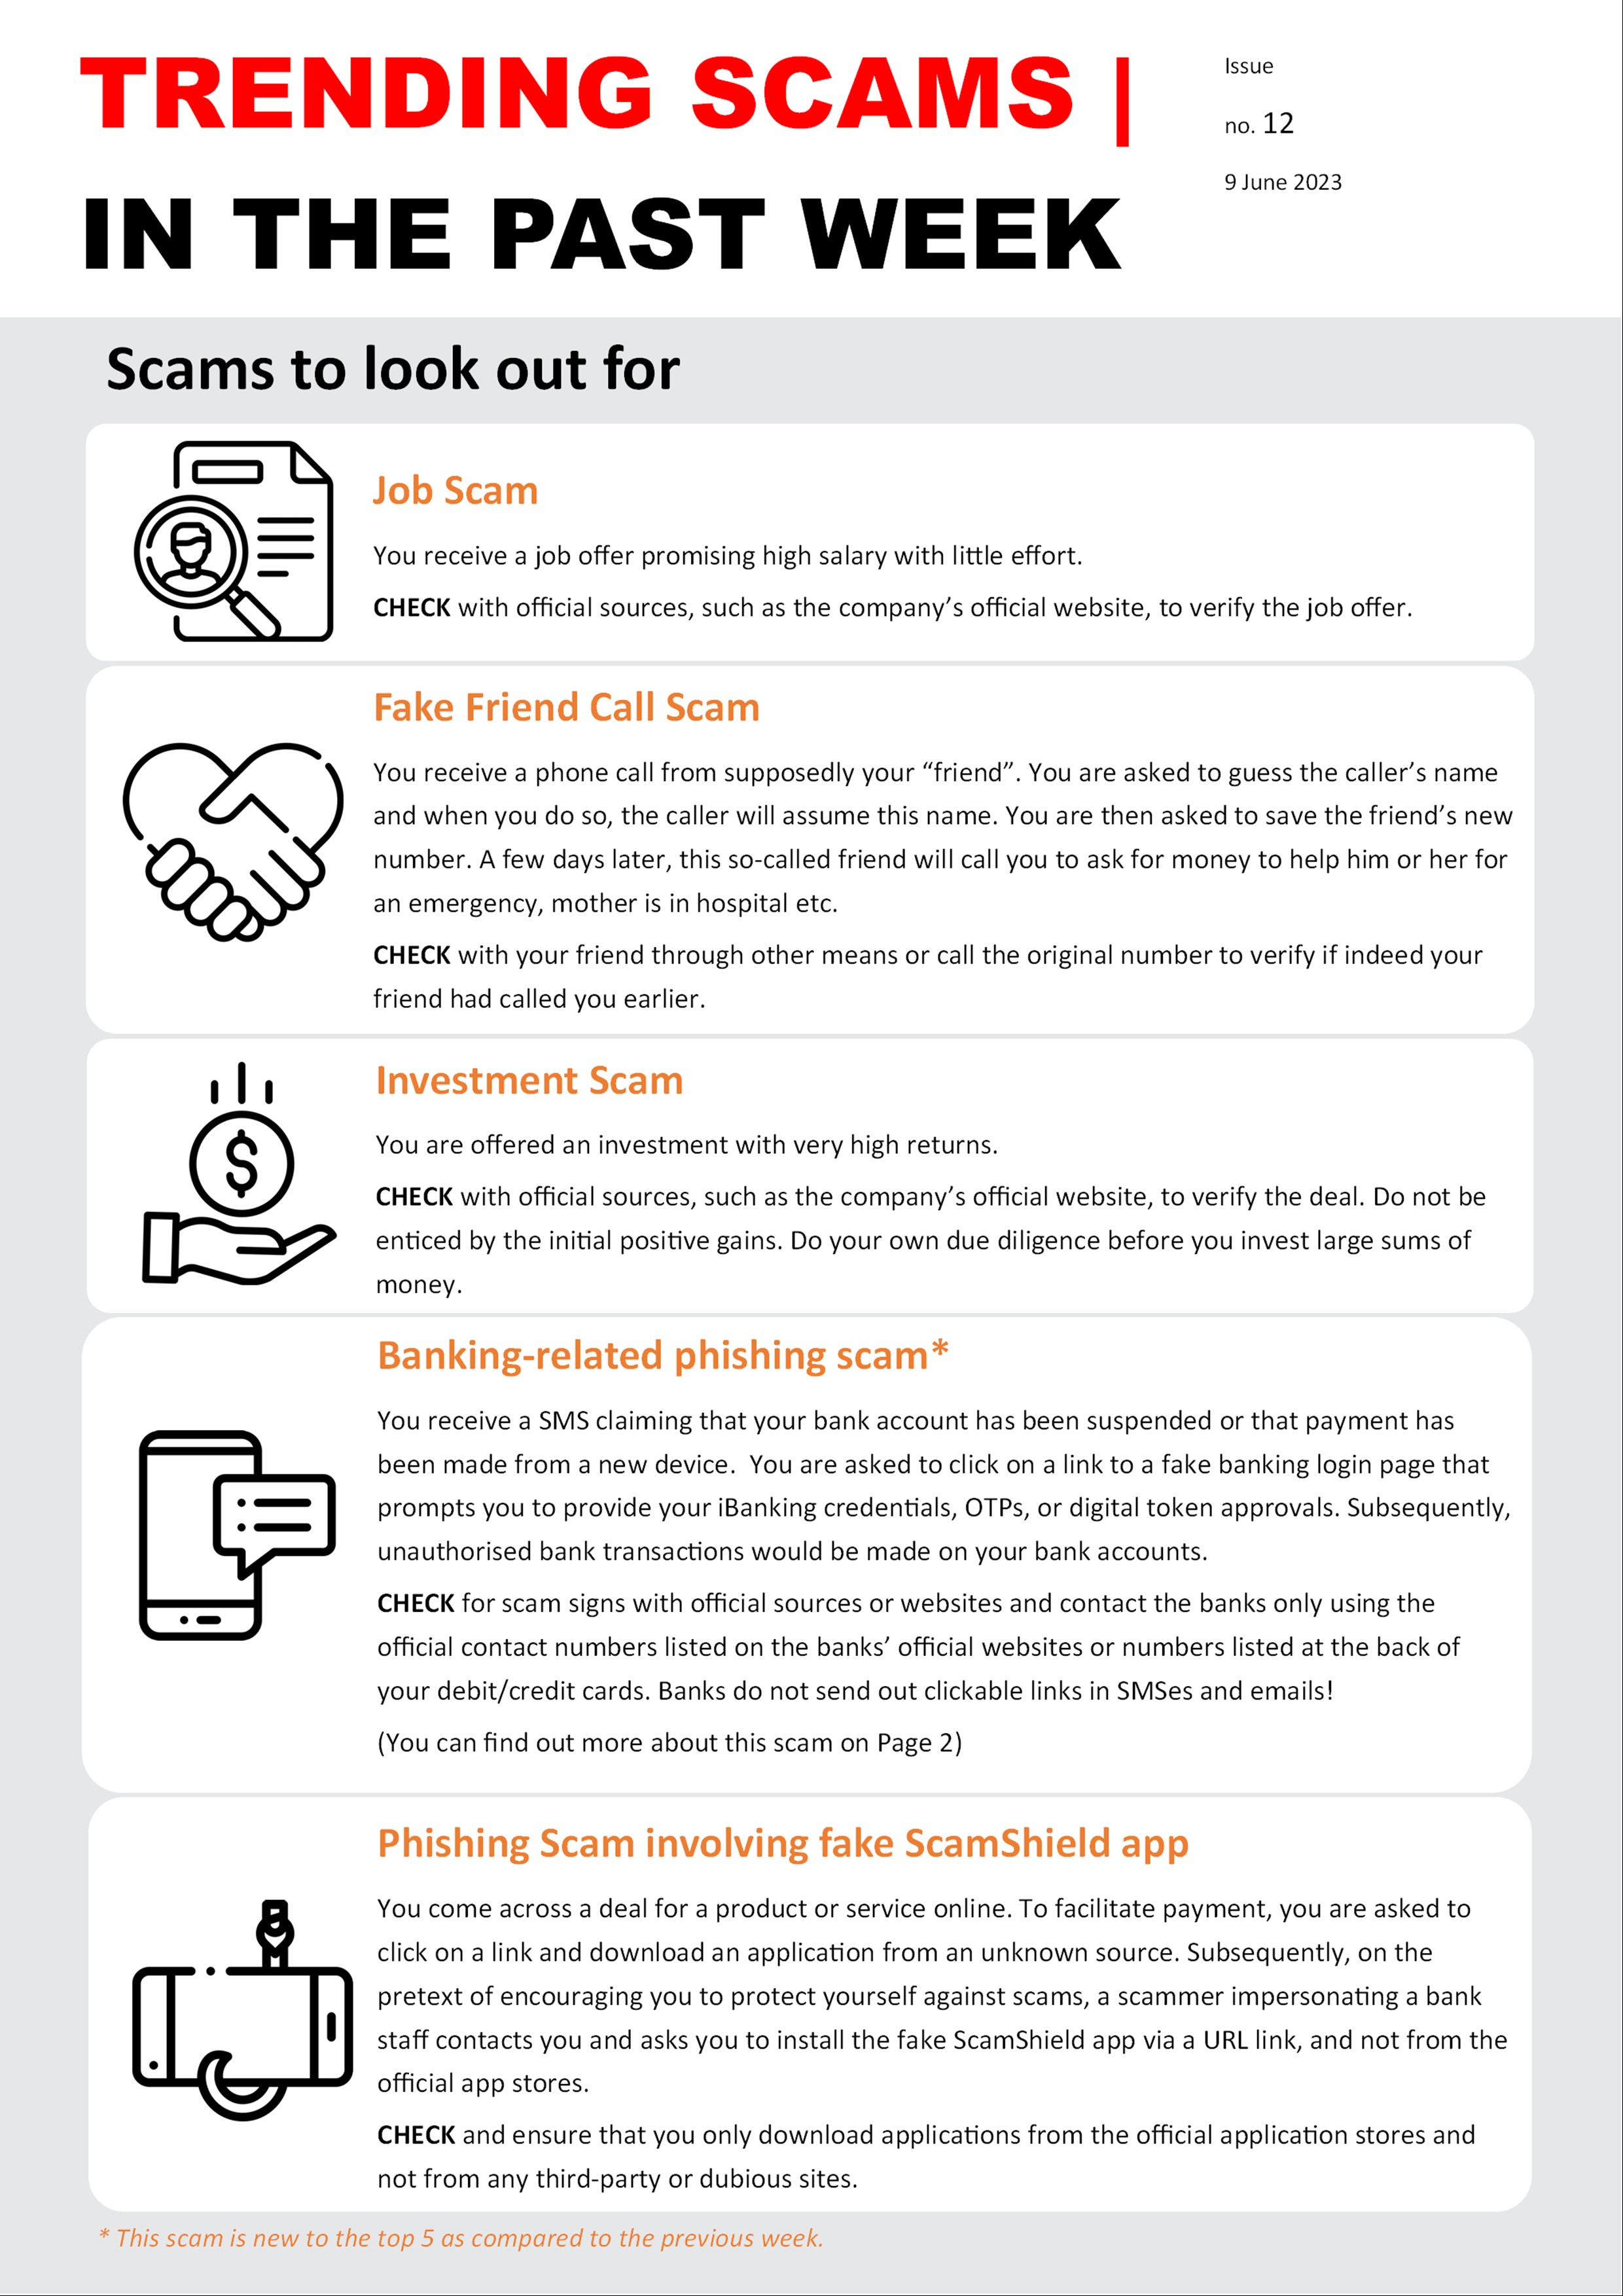 TRENDING SCAMS |
IN THE PAST WEEK
Issue
no. 12
9 June 2023
Scams to look out for
Job Scam
You receive a job offer promising high salary with little effort.
CHECK with official sources, such as the company’s official website, to verify the job offer.
Fake Friend Call Scam
You receive a phone call from supposedly your “friend”. You are asked to guess the caller’s name
and when you do so, the caller will assume this name. You are then asked to save the friend’s new
number. A few days later, this so-called friend will call you to ask for money to help him or her for
an emergency, mother is in hospital etc.
CHECK with your friend through other means or call the original number to verify if indeed your
friend had called you earlier.
Investment Scam
You are offered an investment with very high returns.
CHECK with official sources, such as the company’s official website, to verify the deal. Do not be
enticed by the initial positive gains. Do your own due diligence before you invest large sums of
money.
Banking-related phishing scam*
You receive a SMS claiming that your bank account has been suspended or that payment has
been made from a new device.  You are asked to click on a link to a fake banking login page that
prompts you to provide your iBanking credentials, OTPs, or digital token approvals. Subsequently,
unauthorised bank transactions would be made on your bank accounts.
CHECK for scam signs with official sources or websites and contact the banks only using the
official contact numbers listed on the banks’ official websites or numbers listed at the back of
your debit/credit cards. Banks do not send out clickable links in SMSes and emails!
(You can find out more about this scam on Page 2)
Phishing Scam involving fake ScamShield app
You come across a deal for a product or service online. To facilitate payment, you are asked to
click on a link and download an application from an unknown source. Subsequently, on the
pretext of encouraging you to protect yourself against scams, a scammer impersonating a bank
staff contacts you and asks you to install the fake ScamShield app via a URL link, and not from the
official app stores.
CHECK and ensure that you only download applications from the official application stores and
not from any third-party or dubious sites.
* This scam is new to the top 5 as compared to the previous week.